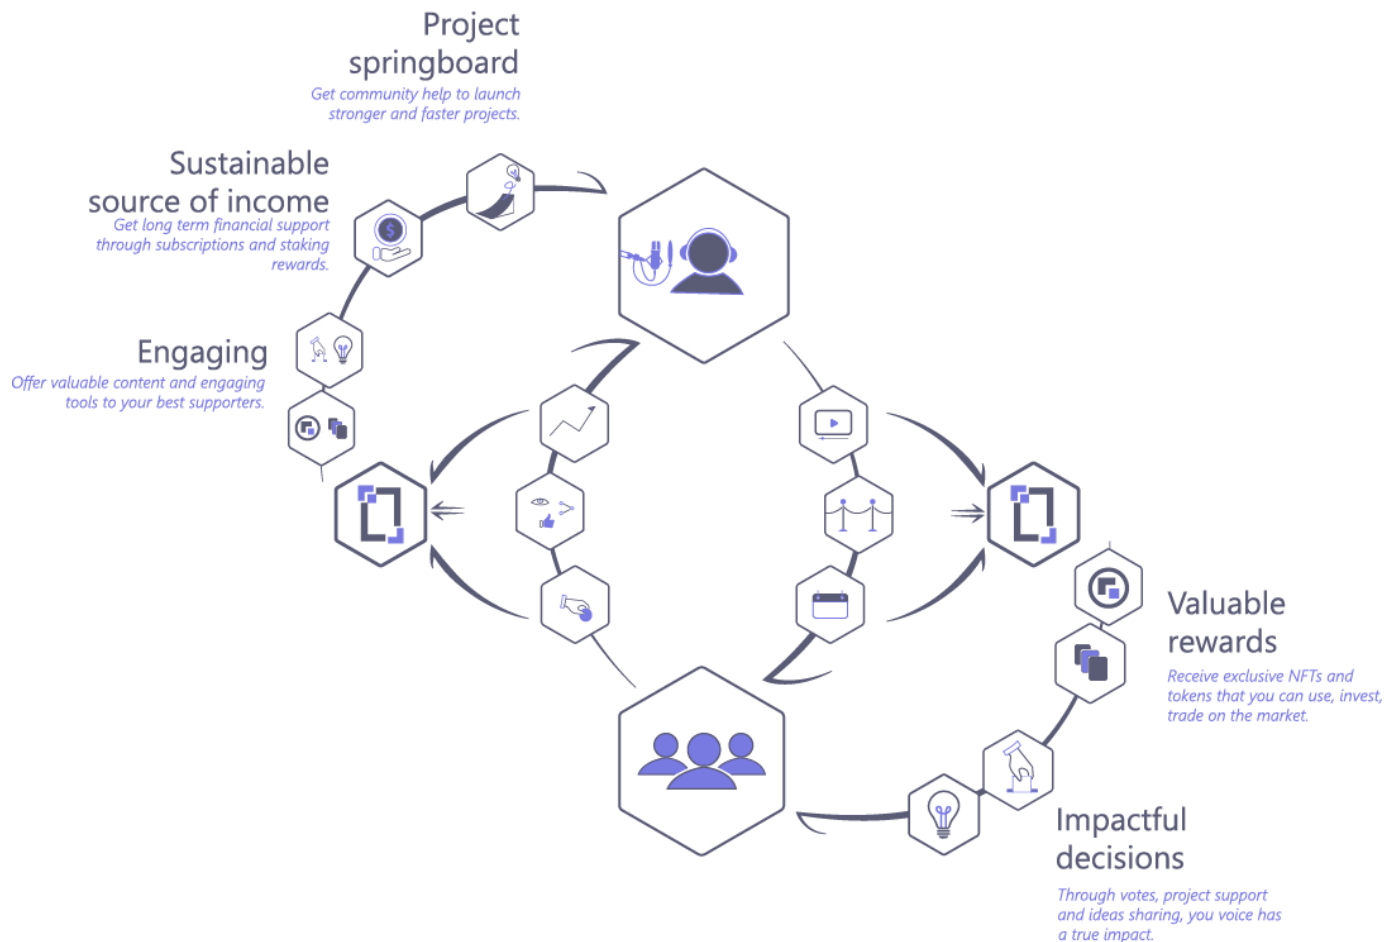 Project
springboard
Get community help to launch
stronger and faster projects.
Sustainable
source of income
Get long term financial support
through subscriptions and staking
rewards.
$
Engaging
Offer valuable content and engaging
tools to your best supporters.
Valuable
rewards
Receive exclusive NFTs and
tokens that you can use, invest,
trade on the market.
Impactful
decisions
Through votes, project support
and ideas sharing, you voice has
a true impact.